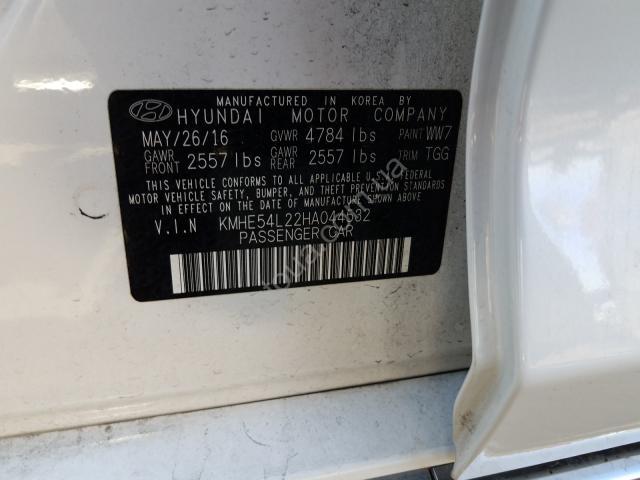 MANUFACTURED IN KOREA BY
HYUNDAI MOTOR COMPANY
MAY/26/16 GVWR 4784 lbs PAINT WW7
GAWR FRONT 2557 lbs GAWR REAR 2557 lbs TRIM TGG
THIS VEHICLE CONFORMS TO ALL APPLICABLE FEDERAL
MOTOR VEHICLE SAFETY, BUMPER, AND THEFT PREVENTION STANDARDS
IN EFFECT ON THE DATE OF MANUFACTURE SHOWN ABOVE.
V.I.N KMHE54L22HA044532
PASSENGER CAR